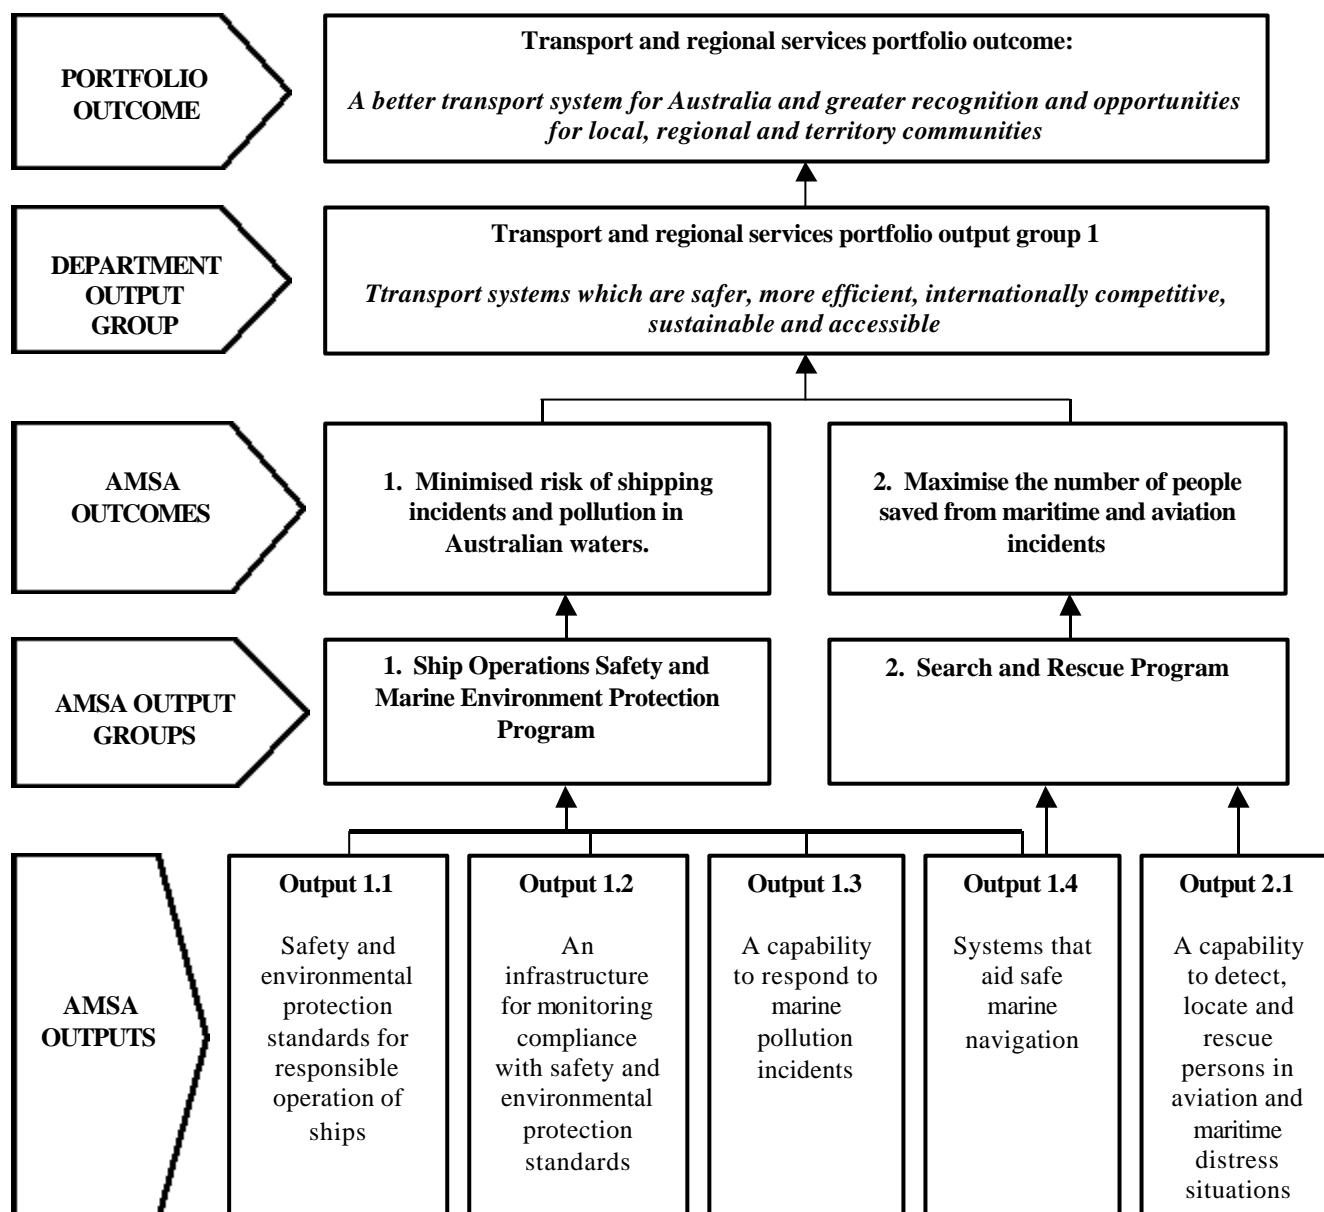 PORTFOLIO
OUTCOME
Transport and regional services portfolio outcome:
A better transport system for Australia and greater recognition and opportunities
for local, regional and territory communities
DEPARTMENT
OUTPUT
GROUP
Transport and regional services portfolio output group 1
Ttransport systems which are safer, more efficient, internationally competitive,
sustainable and accessible
AMSA
OUTCOMES
1. Minimised risk of shipping
incidents and pollution in
Australian waters.
2. Maximise the number of people
saved from maritime and aviation
incidents
AMSA OUTPUT
GROUPS
1. Ship Operations Safety and
Marine Environment Protection
Program
2. Search and Rescue Program
AMSA
OUTPUTS
Output 1.1
Safety and
environmental
protection
standards for
responsible
operation of
ships
Output 1.2
An
infrastructure
for monitoring
compliance
with safety and
environmental
protection
standards
Output 1.3
A capability
to respond to
marine
pollution
incidents
Output 1.4
Systems that
aid safe
marine
navigation
Output 2.1
A capability
to detect,
locate and
rescue
persons in
aviation and
maritime
distress
situations